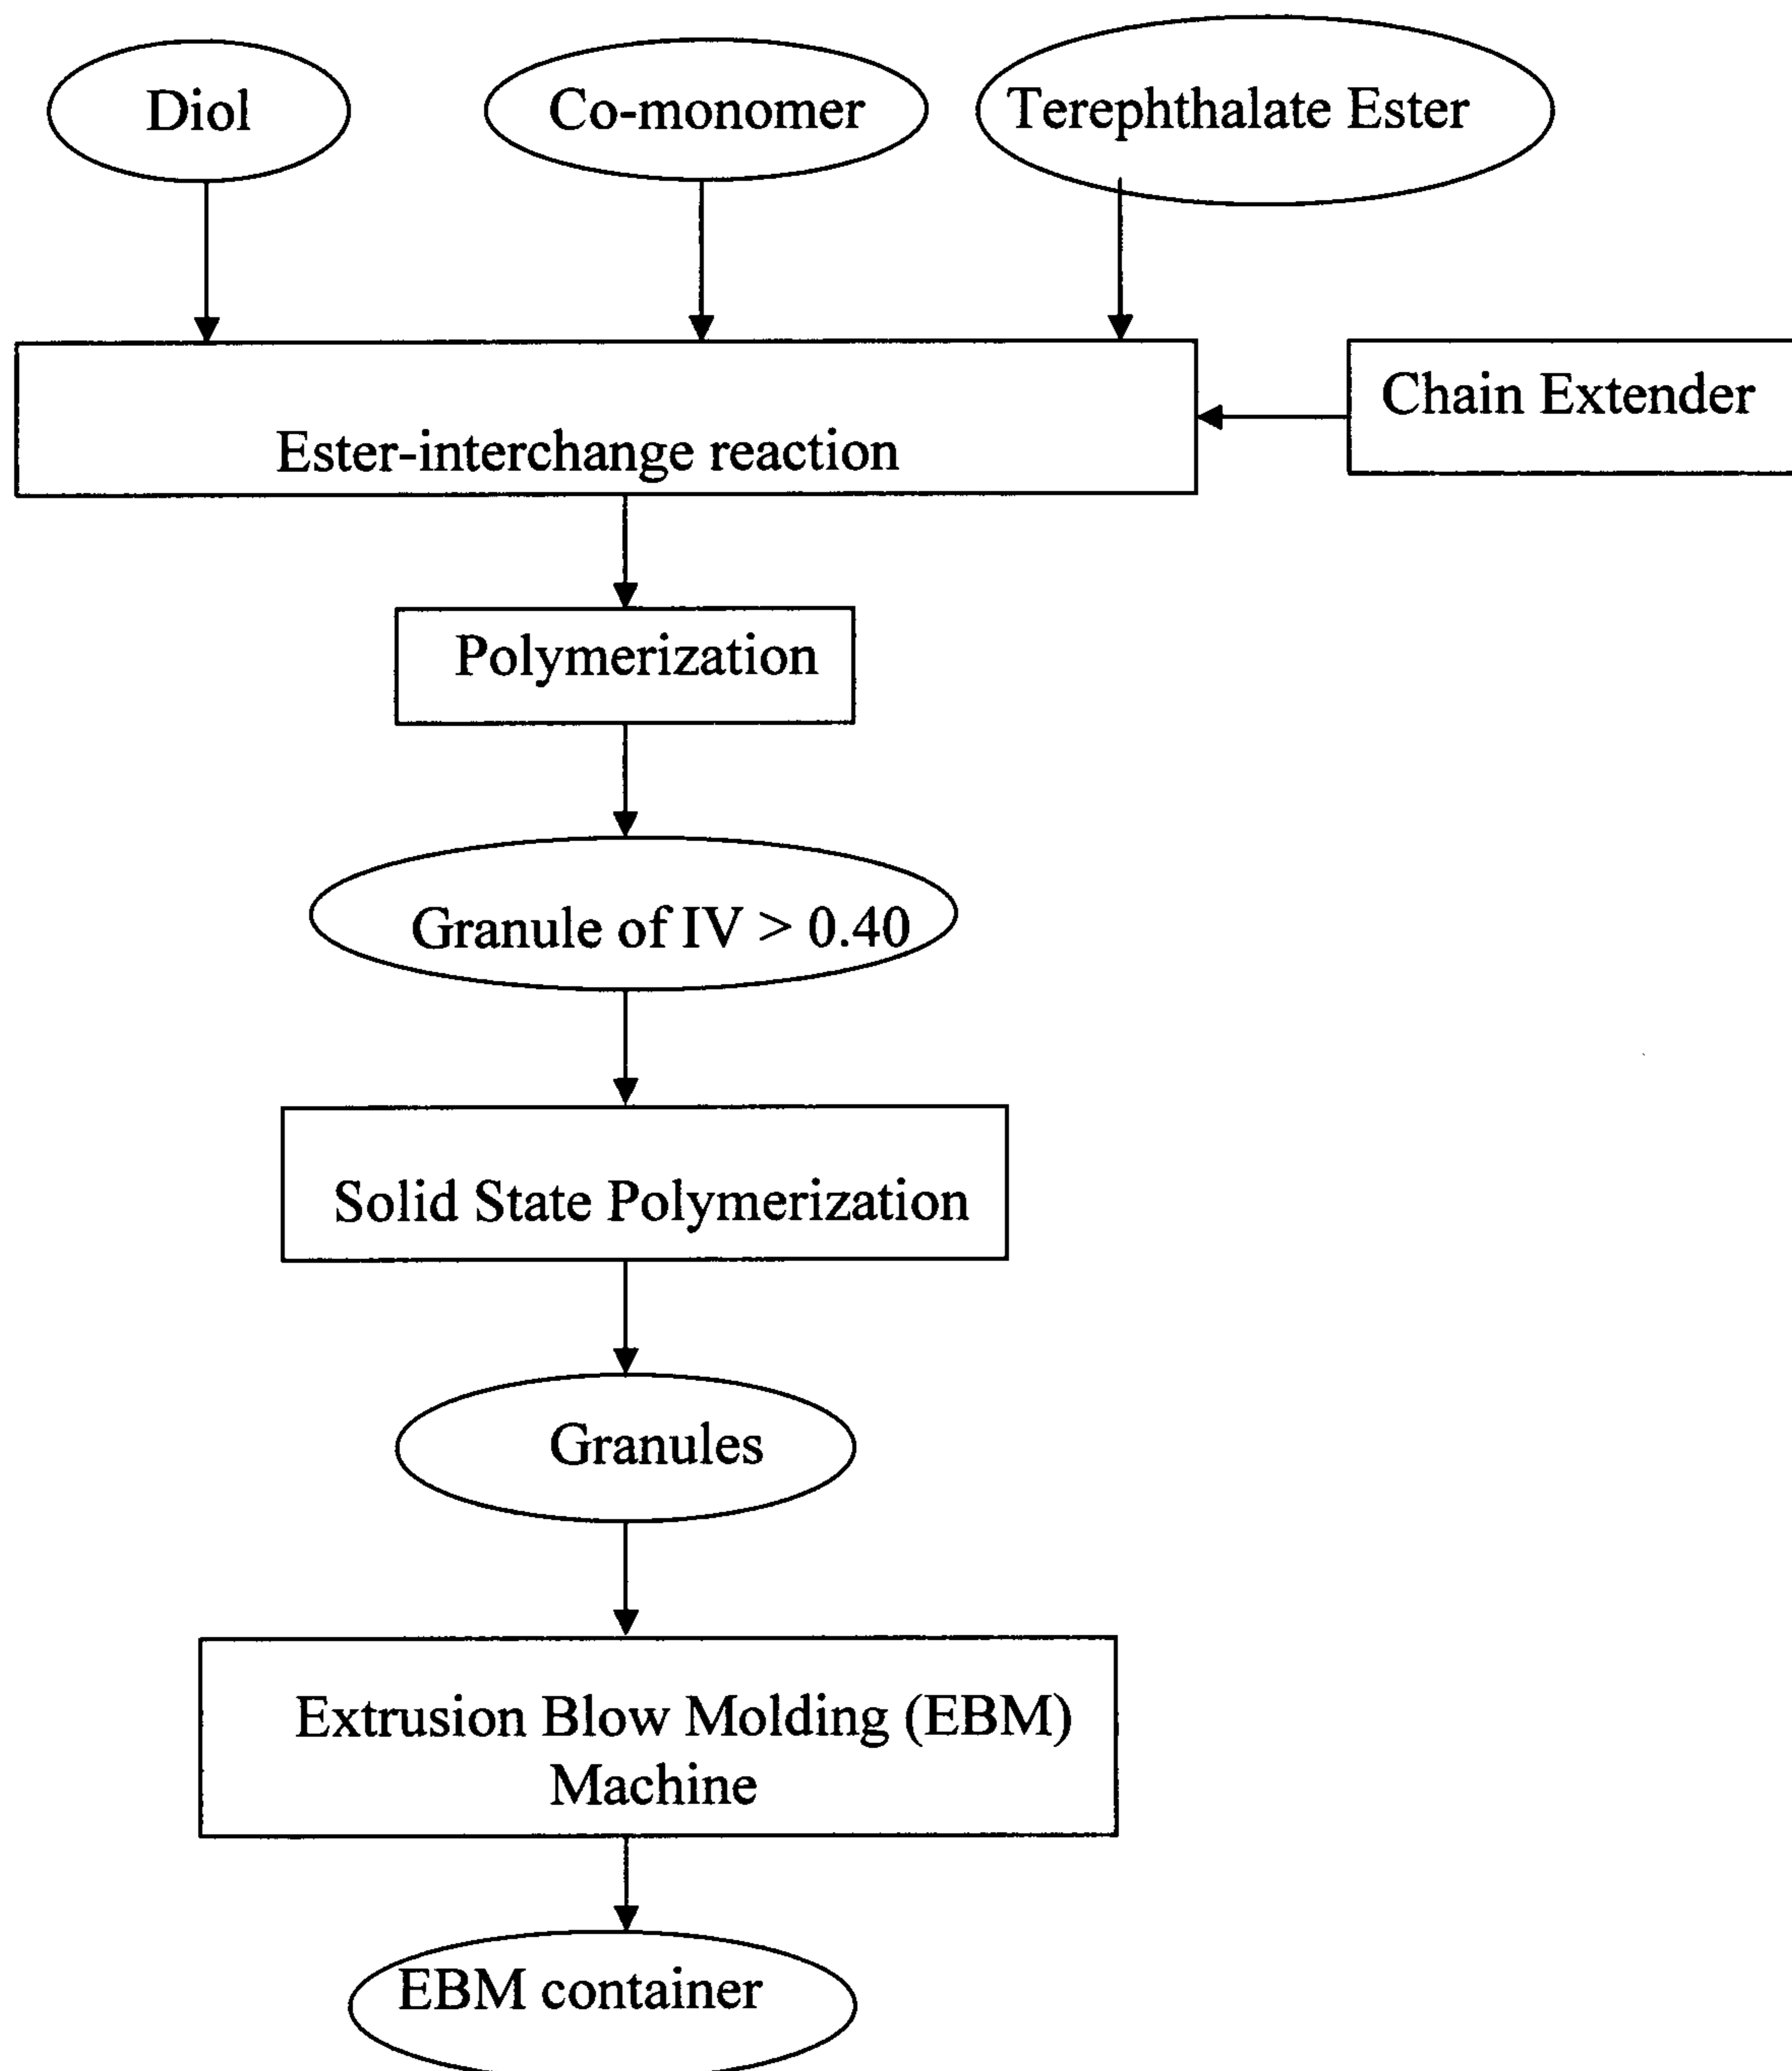 Diol
Co-monomer
Terephthalate Ester
Chain Extender
Ester-interchange reaction
Polymerization
Granule of IV > 0.40
Solid State Polymerization
Granules
Extrusion Blow Molding (EBM)
Machine
EBM container